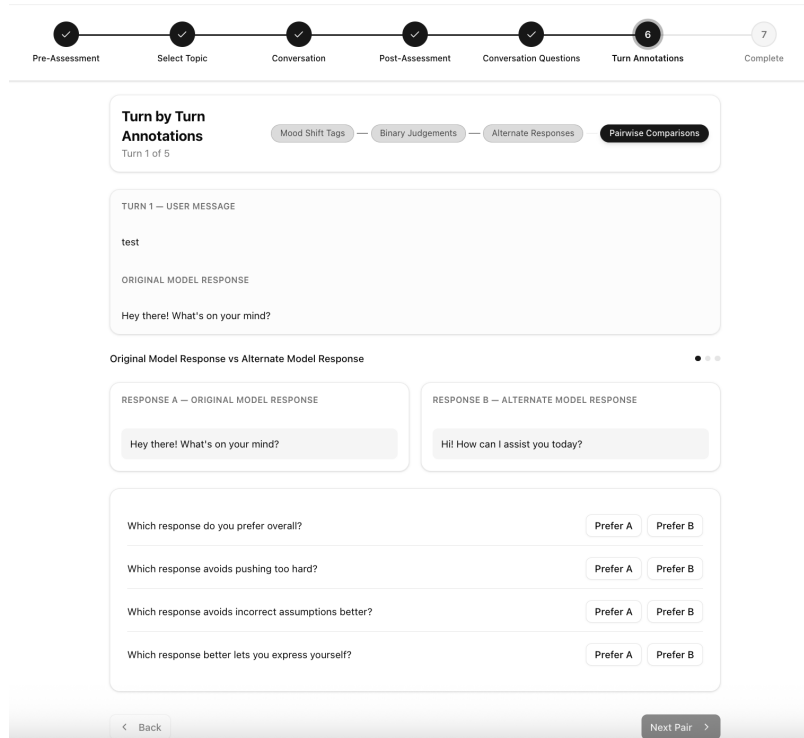 6
7
Pre-Assessment
Select Topic
Conversation
Post-Assessment
Conversation Questions
Turn Annotations
Complete
Turn by Turn
Annotations
Turn 1 of 5
Mood Shift Tags
Binary Judgements
Alternate Responses
Pairwise Comparisons
TURN 1 — USER MESSAGE
test
ORIGINAL MODEL RESPONSE
Hey there! What's on your mind?
Original Model Response vs Alternate Model Response
RESPONSE A — ORIGINAL MODEL RESPONSE
Hey there! What's on your mind?
RESPONSE B — ALTERNATE MODEL RESPONSE
Hi! How can I assist you today?
Which response do you prefer overall?
Prefer A
Prefer B
Which response avoids pushing too hard?
Prefer A
Prefer B
Which response avoids incorrect assumptions better?
Prefer A
Prefer B
Which response better lets you express yourself?
Prefer A
Prefer B
Back
Next Pair